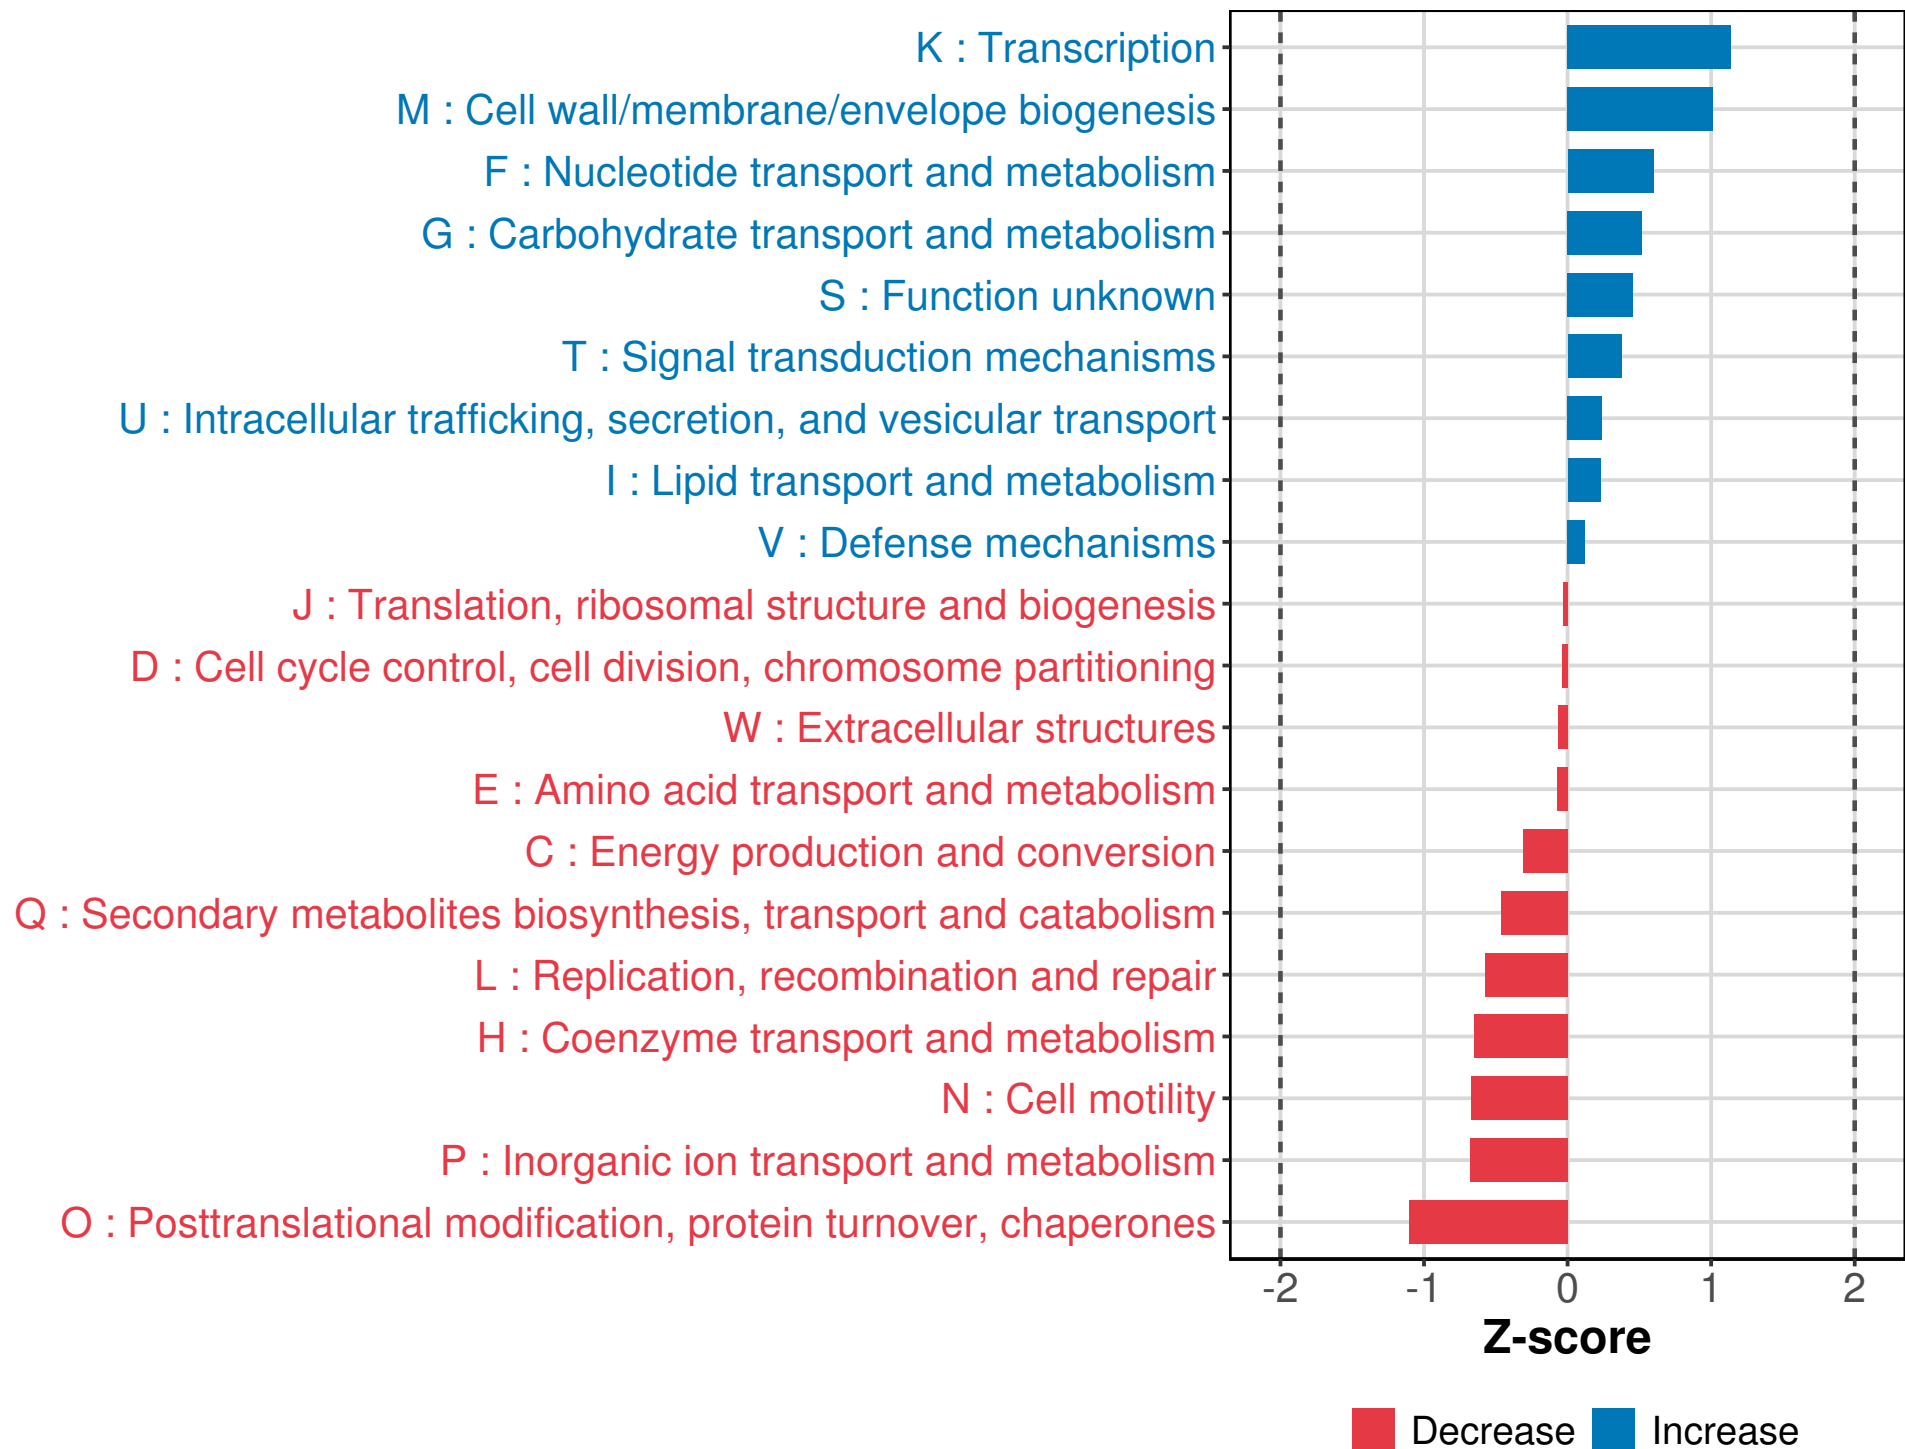 K : Transcription
M : Cell wall/membrane/envelope biogenesis
F : Nucleotide transport and metabolism
G : Carbohydrate transport and metabolism
S : Function unknown
T : Signal transduction mechanisms
U : Intracellular trafficking, secretion, and vesicular transport
I : Lipid transport and metabolism
V : Defense mechanisms
J : Translation, ribosomal structure and biogenesis
D : Cell cycle control, cell division, chromosome partitioning
W : Extracellular structures
E : Amino acid transport and metabolism
C : Energy production and conversion
Q : Secondary metabolites biosynthesis, transport and catabolism
L : Replication, recombination and repair
H : Coenzyme transport and metabolism
N : Cell motility
P : Inorganic ion transport and metabolism
O : Posttranslational modification, protein turnover, chaperones
-2 -1 0 1 2
Z-score
Decrease Increase